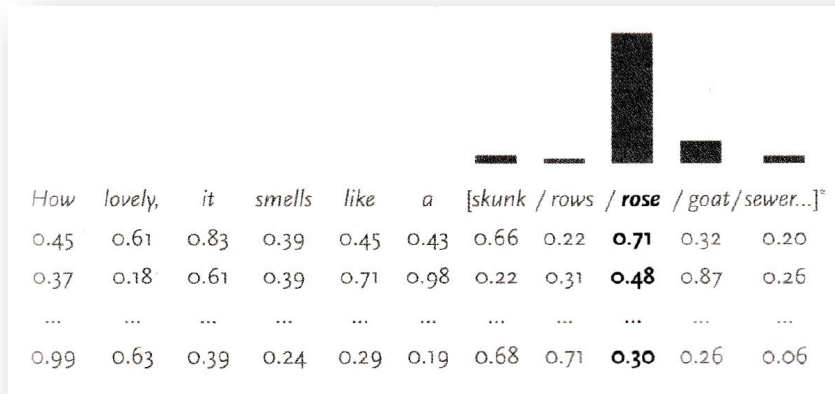 How lovely, it smells like a [skunk / rows / rose / goat / sewer...]*
0.45 0.61 0.83 0.39 0.45 0.43 0.66 0.22 0.71 0.32 0.20
0.37 0.18 0.61 0.39 0.71 0.98 0.22 0.31 0.48 0.87 0.26
... ... ... ... ... ... ... ... ... ... ...
0.99 0.63 0.39 0.24 0.29 0.19 0.68 0.71 0.30 0.26 0.06